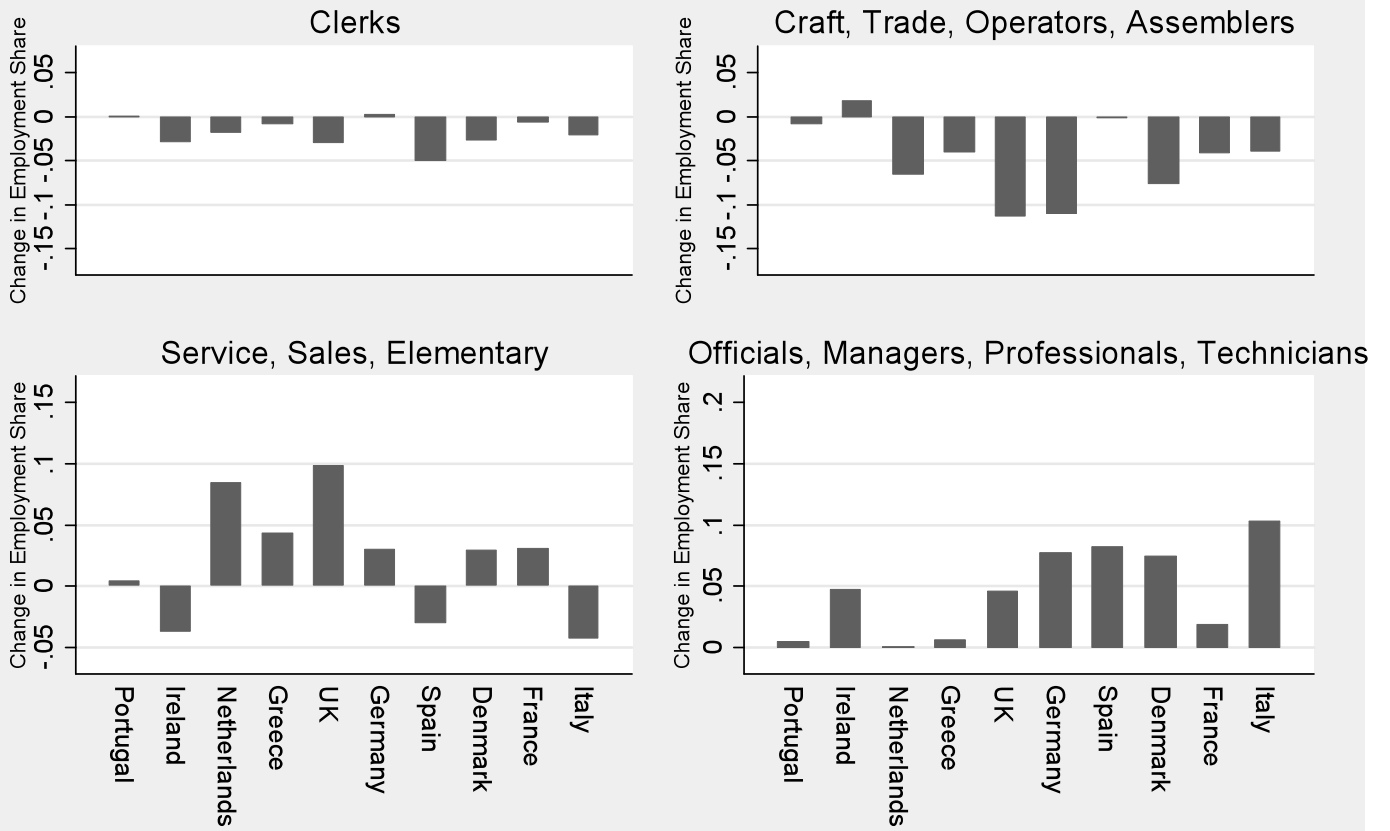 Clerks
Change in Employment Share
.05
0
-.05
-.1
-.15
Craft, Trade, Operators, Assemblers
Change in Employment Share
.05
0
-.05
-.1
-.15
Service, Sales, Elementary
Change in Employment Share
.15
.1
.05
0
-.05
Portugal
Ireland
Netherlands
Greece
UK
Germany
Spain
Denmark
France
Italy
Officials, Managers, Professionals, Technicians
Change in Employment Share
.2
.15
.1
.05
0
Portugal
Ireland
Netherlands
Greece
UK
Germany
Spain
Denmark
France
Italy